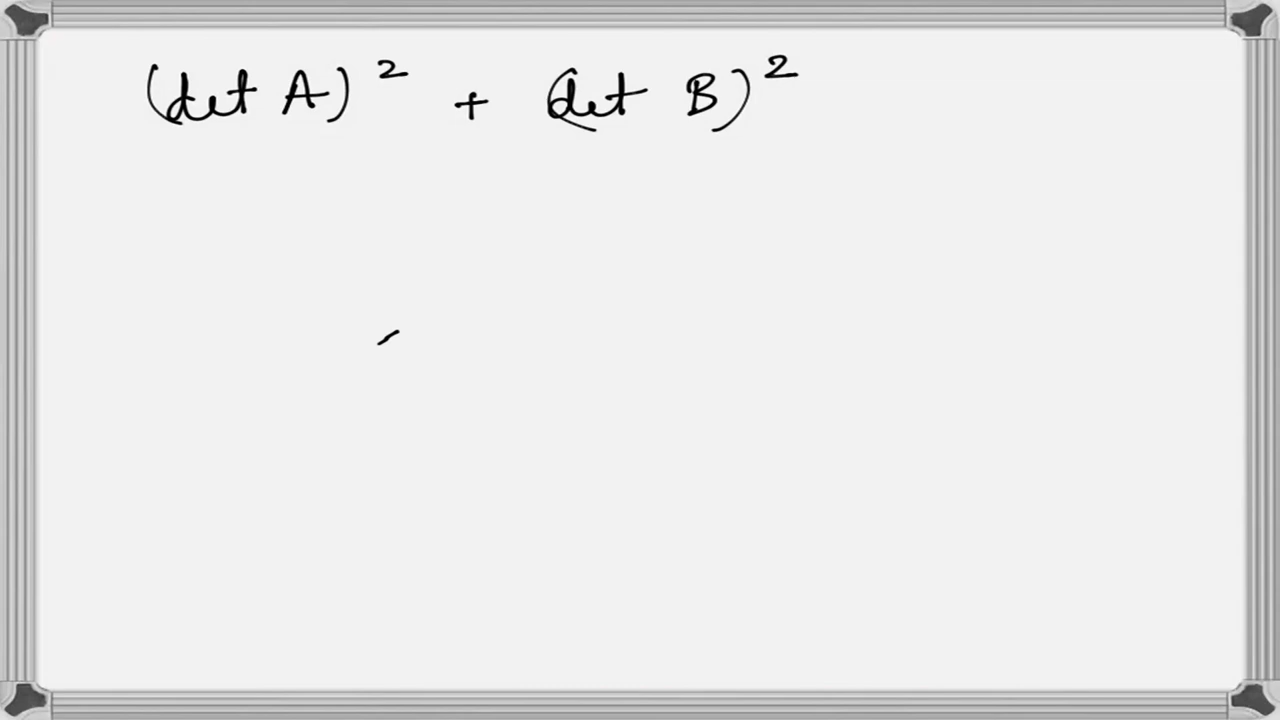 (det A)² + (det B)²